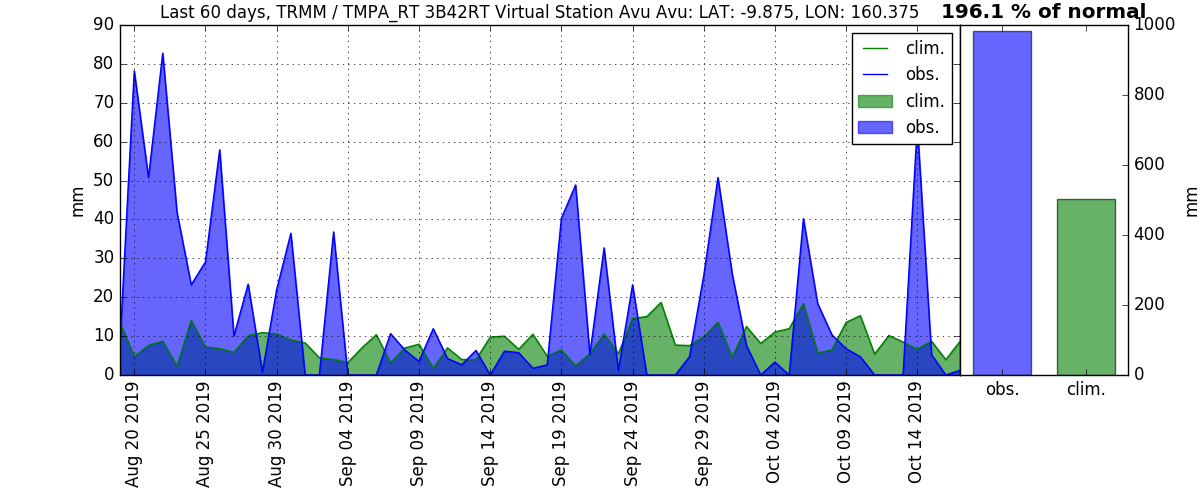 Last 60 days, TRMM / TMPA_RT 3B42RT Virtual Station Avu Avu: LAT: -9.875, LON: 160.375
196.1 % of normal
90
80
70
60
50
40
30
20
10
0
mm
clim.
obs.
clim.
obs.
1000
800
600
400
200
0
mm
obs.
clim.
Aug 20 2019
Aug 25 2019
Aug 30 2019
Sep 04 2019
Sep 09 2019
Sep 14 2019
Sep 19 2019
Sep 24 2019
Sep 29 2019
Oct 04 2019
Oct 09 2019
Oct 14 2019